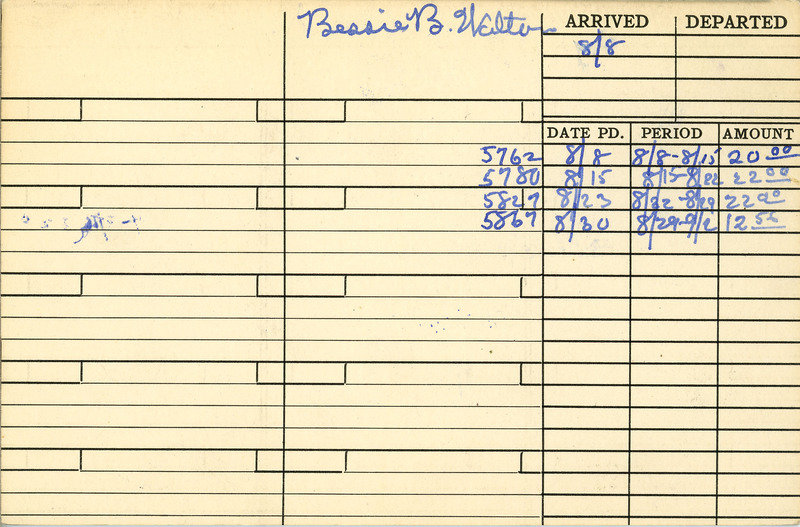 Bessie B. Walton
ARRIVED DEPARTED
8/8
DATE PD. PERIOD AMOUNT
5762 8/8 8/8-8/15 20 00
5780 8/15 8/15-8/22 22 00
5827 8/23 8/22-8/29 22 00
5867 8/30 8/29-9/2 12 56